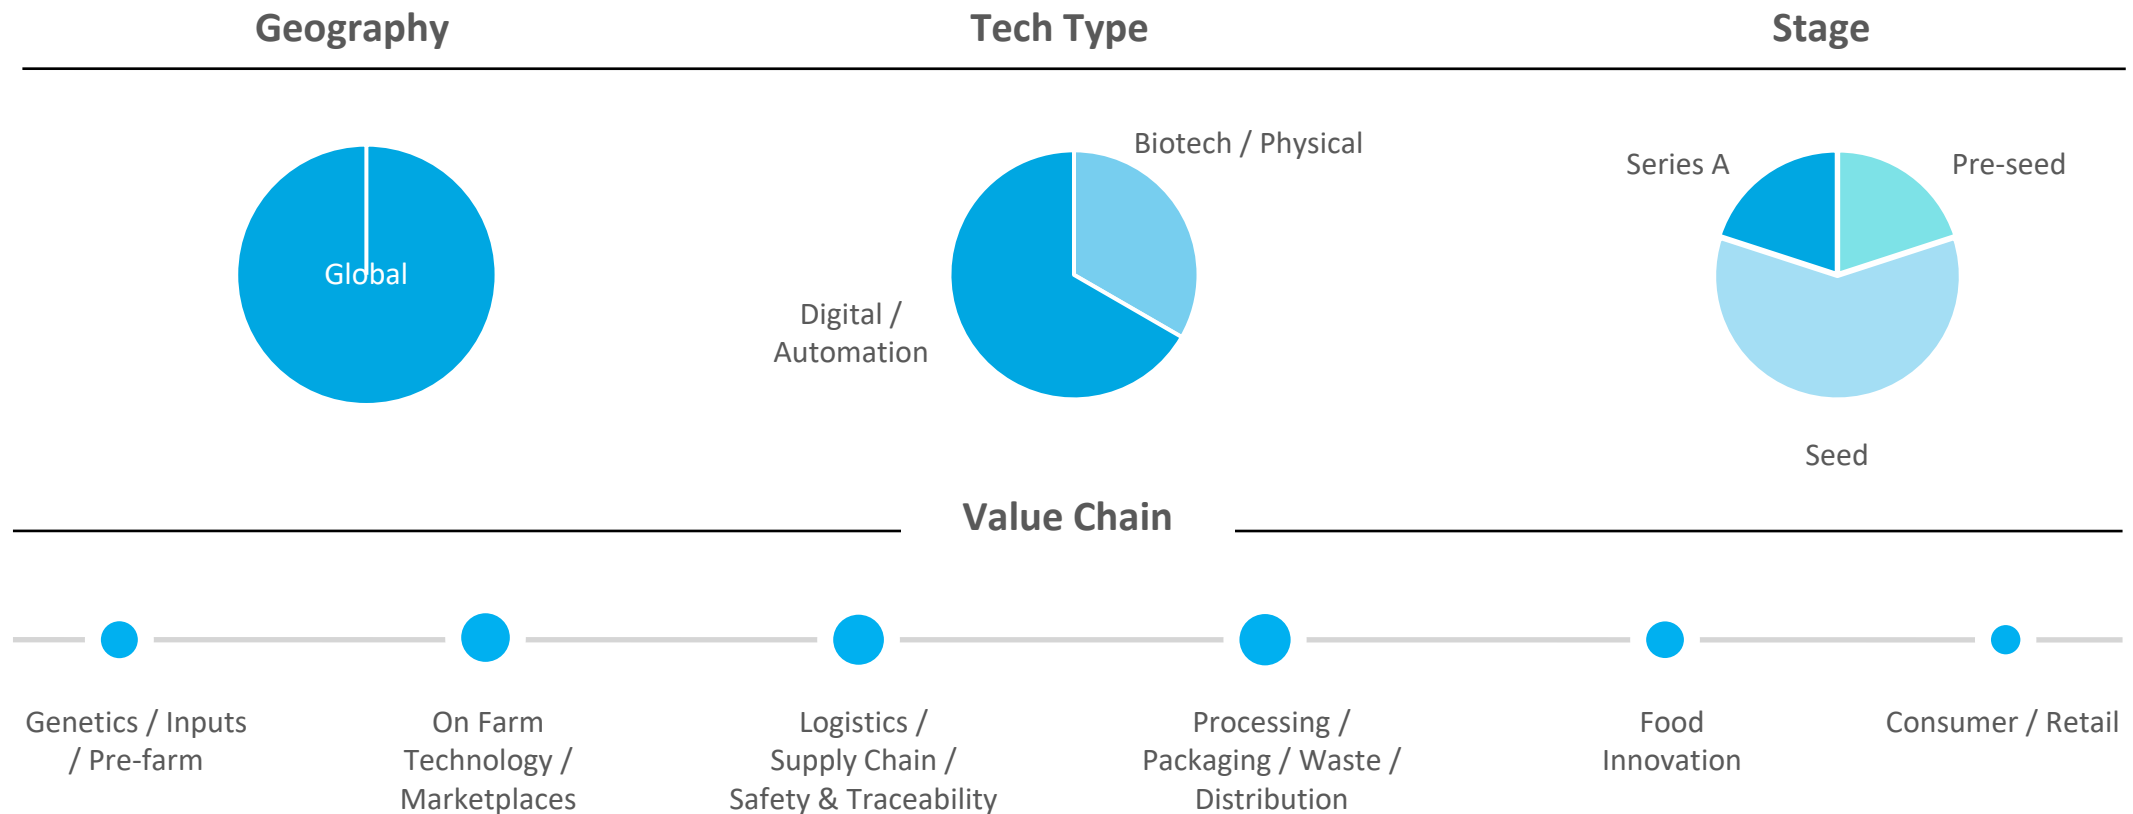 Geography
Tech Type
Stage
Global
Biotech / Physical
Digital /
Automation
Series A
Pre-seed
Seed
Value Chain
Genetics / Inputs
/ Pre-farm
On Farm
Technology /
Marketplaces
Logistics /
Supply Chain /
Safety & Traceability
Processing /
Packaging / Waste /
Distribution
Food
Innovation
Consumer / Retail